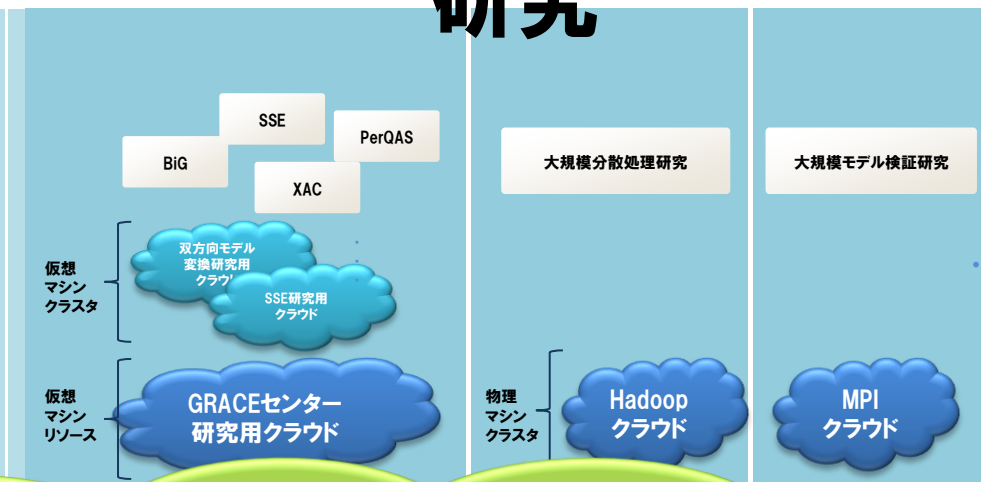 研究
SSE
PerQAS
BiG
XAC
大規模分散処理研究
大規模モデル検証研究
双方向モデル
変換研究用
クラウド
SSE研究用
クラウド
仮想
マシン
クラスタ
仮想
マシン
リソース
GRACEセンター
研究用クラウド
物理
マシン
クラスタ
Hadoop
クラウド
MPI
クラウド